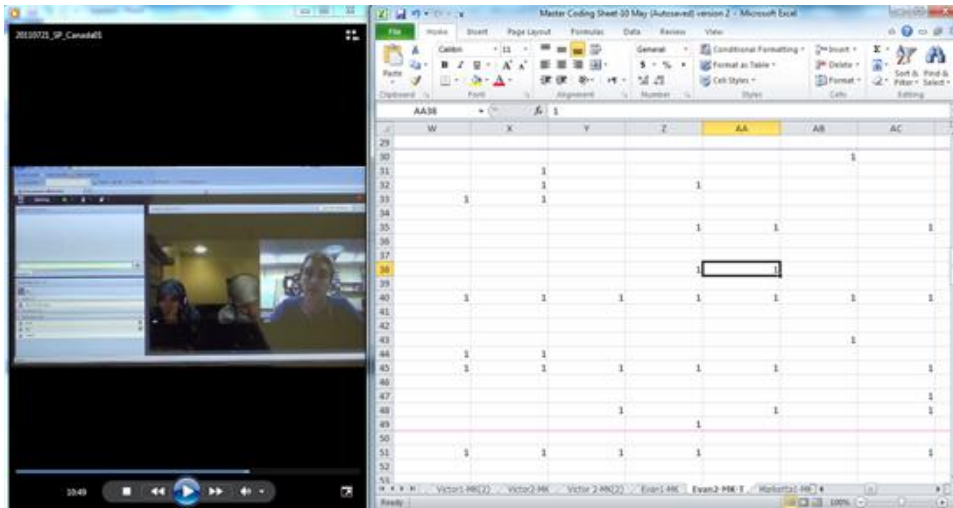 20110721_SP_Canada01
10:49
Master Coding Sheet-10 May (Autosaved) version 2 - Microsoft Excel
File Home Insert Page Layout Formulas Data Review View
Paste
Calibri 11
B I U
General
$ % ,
Conditional Formatting
Format as Table
Cell Styles
Insert
Delete
Format
Sort & Filter
Find & Select
Clipboard Font Alignment Number Styles Cells Editing
AA38 fx 1
W X Y Z AA AB AC
29
30 1
31 1
32 1 1
33 1 1
34
35 1 1 1
36
37
38 1 1
39
40 1 1 1 1 1 1 1
41
42
43 1
44 1 1
45 1 1 1 1 1 1
46
47 1
48 1 1 1
49 1
50
51 1 1 1 1 1
52
53
Victor1-MK(2) Victor2-MK Victor 2-MK(2) Evan1-MK Evan2-MK-T Marketta1-MK
Ready 100%